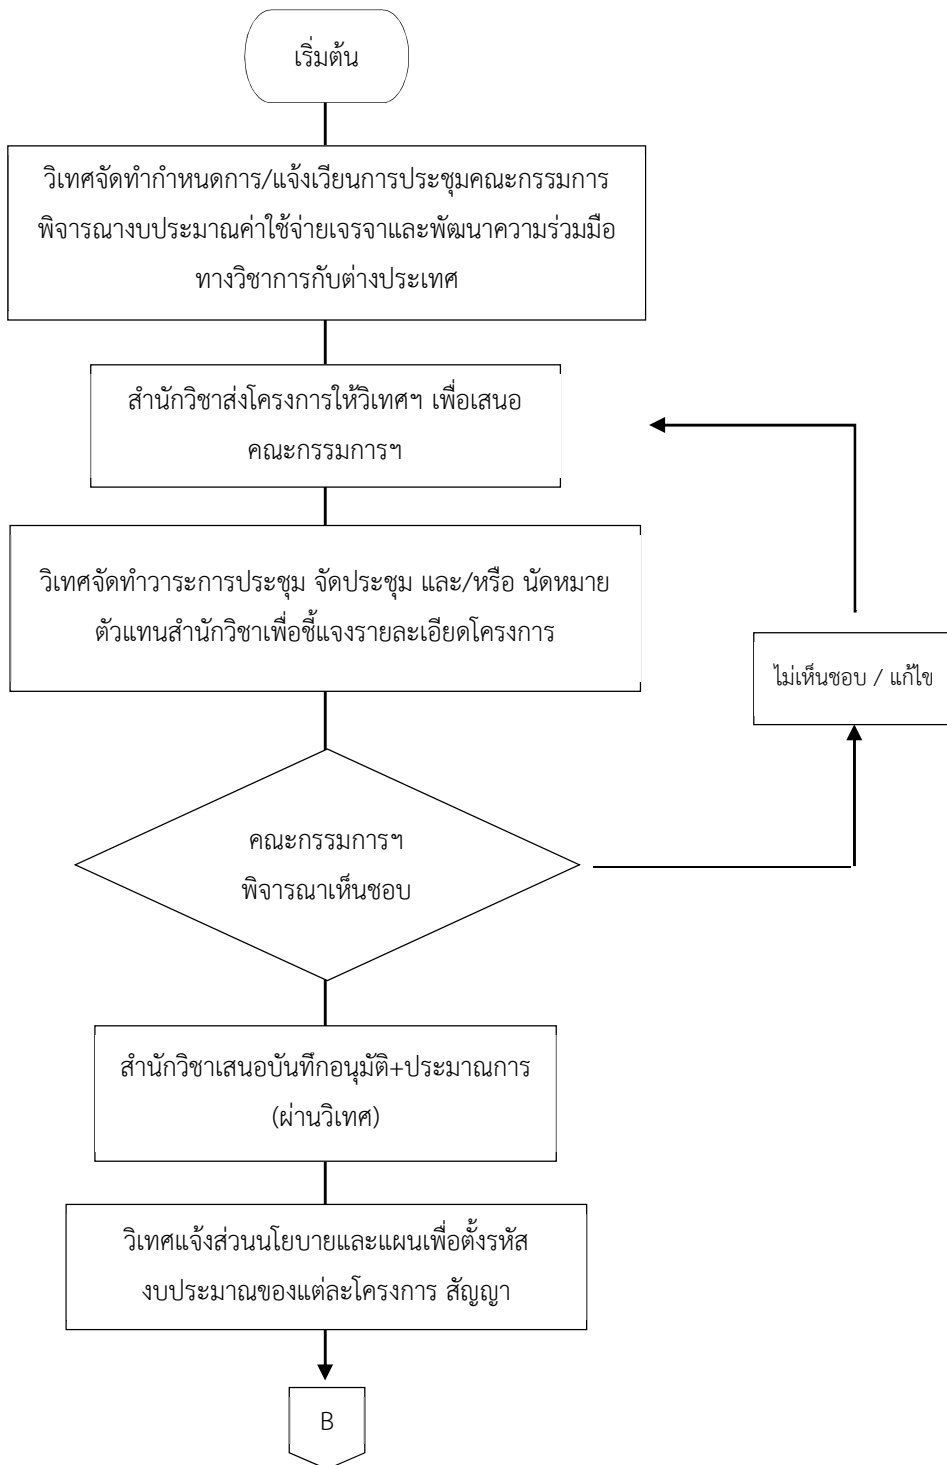 เริ่มต้น
วิเทศจัดทำกำหนดการ/แจ้งเวียนการประชุมคณะกรรมการ
พิจารณางบประมาณค่าใช้จ่ายเจรจาและพัฒนาความร่วมมือ
ทางวิชาการกับต่างประเทศ
สำนักวิชาส่งโครงการให้วิเทศฯ เพื่อเสนอ
คณะกรรมการฯ
วิเทศจัดทำวาระการประชุม จัดประชุม และ/หรือ นัดหมาย
ตัวแทนสำนักวิชาเพื่อชี้แจงรายละเอียดโครงการ
ไม่เห็นชอบ / แก้ไข
คณะกรรมการฯ
พิจารณาเห็นชอบ
สำนักวิชาเสนอบันทึกอนุมัติ+ประมาณการ
(ผ่านวิเทศ)
วิเทศแจ้งส่วนนโยบายและแผนเพื่อตั้งรหัส
งบประมาณของแต่ละโครงการ สัญญา
B